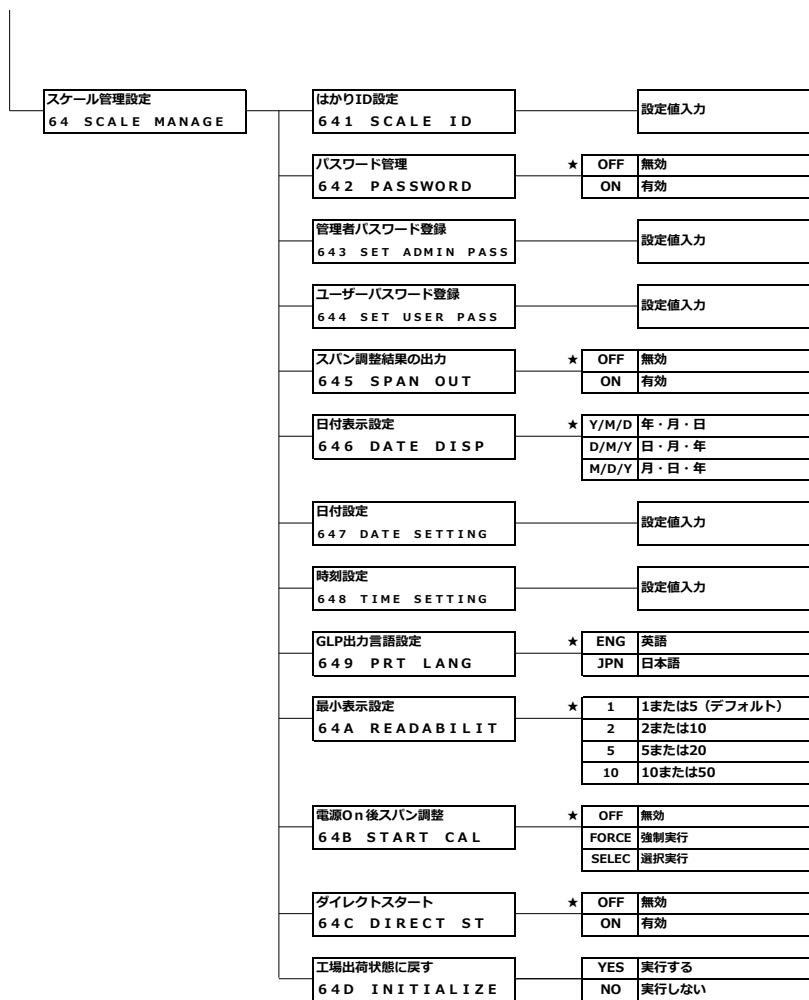 スケール管理設定
64 SCALE MANAGE
はかりID設定
641 SCALE ID
設定値入力
パスワード管理
642 PASSWORD
★ OFF 無効
ON 有効
管理者パスワード登録
643 SET ADMIN PASS
設定値入力
ユーザーパスワード登録
644 SET USER PASS
設定値入力
スパン調整結果の出力
645 SPAN OUT
★ OFF 無効
ON 有効
日付表示設定
646 DATE DISP
★ Y/M/D 年・月・日
D/M/Y 日・月・年
M/D/Y 月・日・年
日付設定
647 DATE SETTING
設定値入力
時刻設定
648 TIME SETTING
設定値入力
GLP出力言語設定
649 PRT LANG
★ ENG 英語
JPN 日本語
最小表示設定
64A READABILIT
★ 1 1または5（デフォルト）
2 2または10
5 5または20
10 10または50
電源On後スパン調整
64B START CAL
★ OFF 無効
FORCE 強制実行
SELEC 選択実行
ダイレクトスタート
64C DIRECT ST
★ OFF 無効
ON 有効
工場出荷状態に戻す
64D INITIALIZE
YES 実行する
NO 実行しない